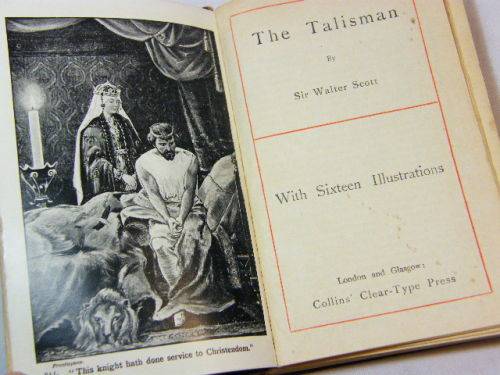 Frontispiece.
"This knight hath done service to Christendom."
The Talisman
By
Sir Walter Scott
With Sixteen Illustrations
London and Glasgow:
Collins' Clear-Type Press